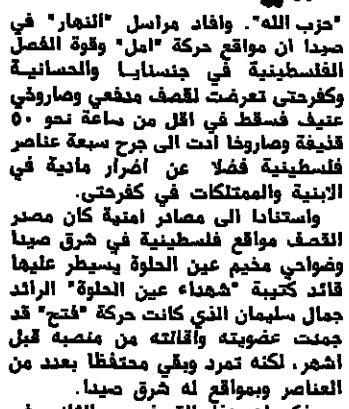 "حزب الله". وافاد مراسل "النهار" في
صيدا ان مواقع حركة "امل" وقوة الفصل
الفلسطينية في جنسنايا والحسانية
وكفرحتى تعرضت لقصف مدفعي وصاروخي
عنيف فسقط في اقل من ساعة نحو ٥٠
قذيفة وصاروخا ادت الى جرح سبعة عناصر
فلسطينية فضلا عن اضرار مادية في
الابنية والممتلكات في كفرحتى.
واستنادا الى مصادر امنية كان مصدر
القصف مواقع فلسطينية في شرق صيدا
وضواحي مخيم عين الحلوة يسيطر عليها
قائد كتيبة "شهداء عين الحلوة" الرائد
جمال سليمان الذي كانت حركة "فتح" قد
جمدت عضويته وأقالته من منصبه قبل
اشهر. لكنه تمرد وبقي محتفظا بعدد من
العناصر وبمواقع له شرق صيدا.